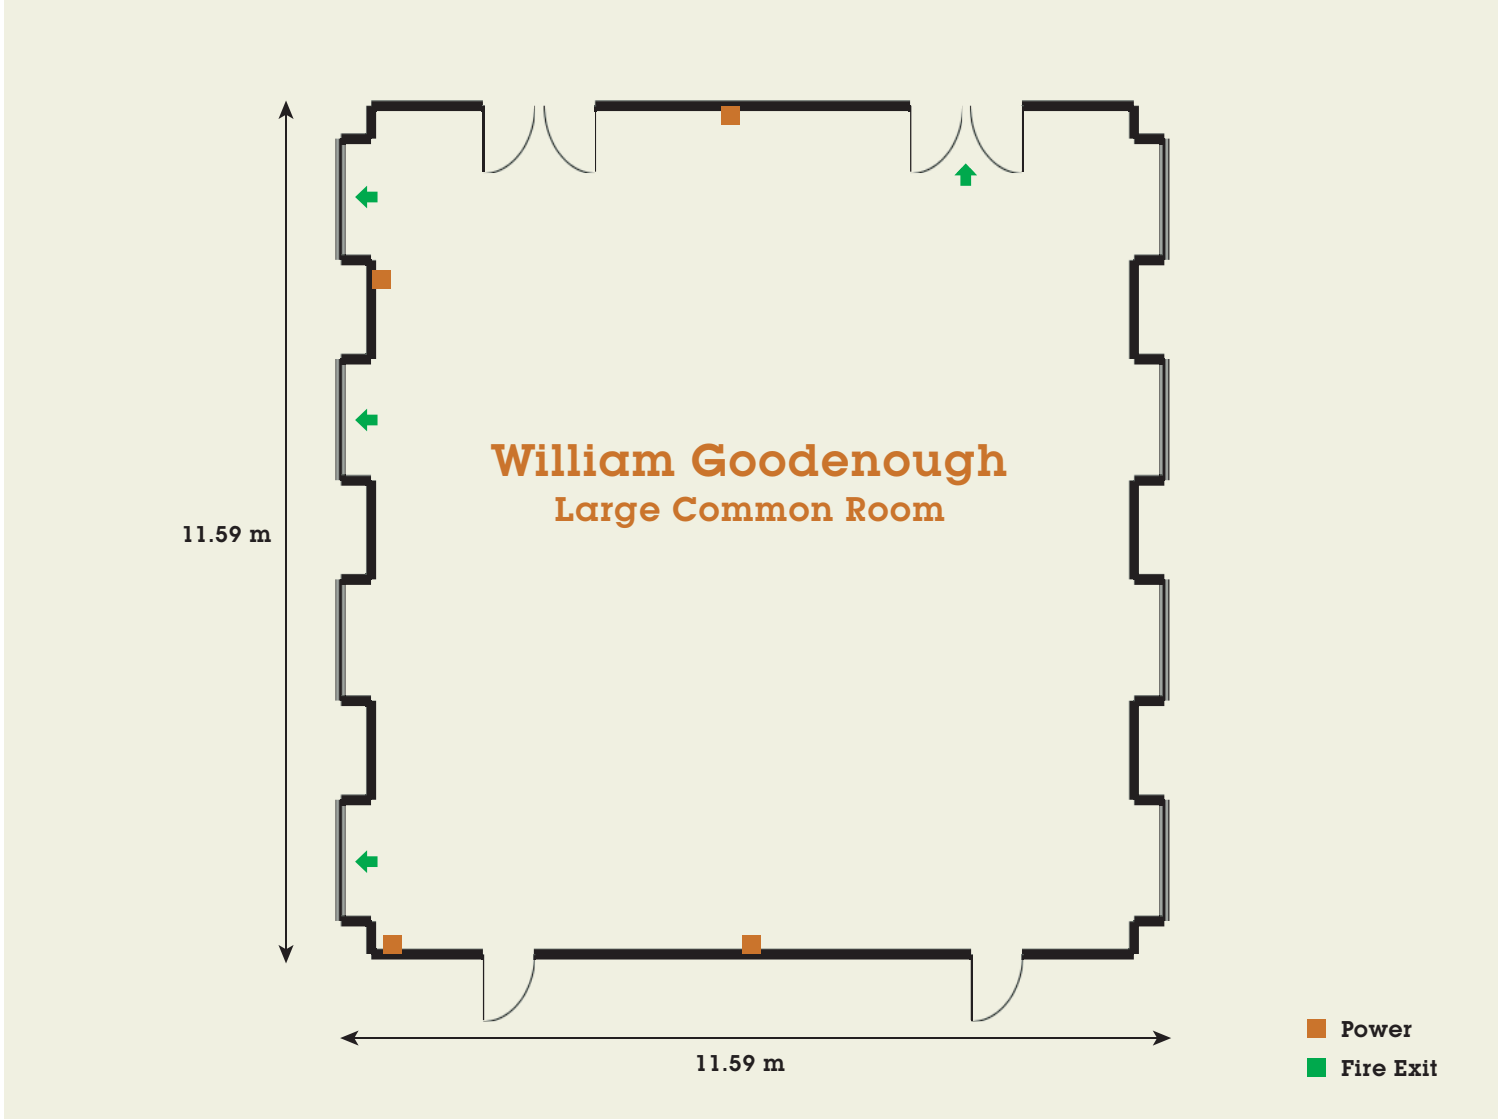 William Goodenough
Large Common Room
11.59 m
11.59 m
Power
Fire Exit